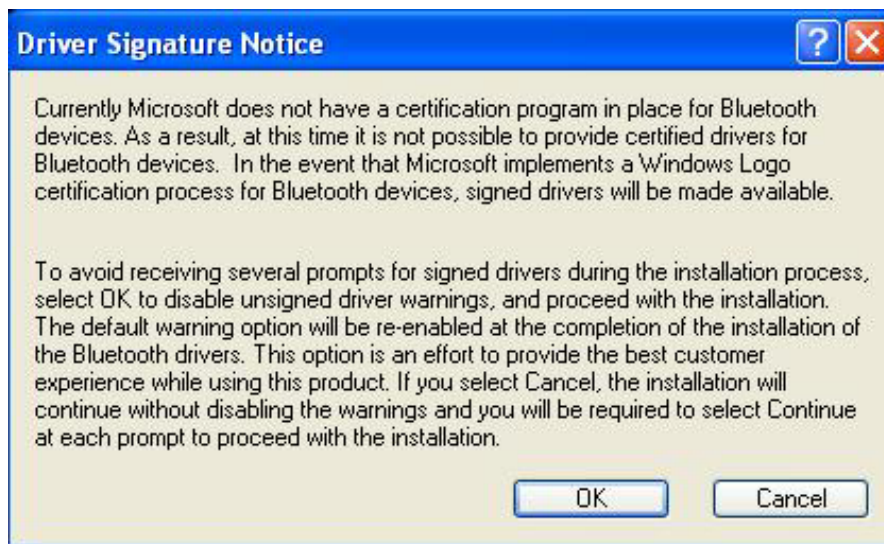 Driver Signature Notice
Currently Microsoft does not have a certification program in place for Bluetooth
devices. As a result, at this time it is not possible to provide certified drivers for
Bluetooth devices.  In the event that Microsoft implements a Windows Logo
certification process for Bluetooth devices, signed drivers will be made available.
To avoid receiving several prompts for signed drivers during the installation process,
select OK to disable unsigned driver warnings, and proceed with the installation.
The default warning option will be re-enabled at the completion of the installation of
the Bluetooth drivers. This option is an effort to provide the best customer
experience while using this product. If you select Cancel, the installation will
continue without disabling the warnings and you will be required to select Continue
at each prompt to proceed with the installation.
OK Cancel